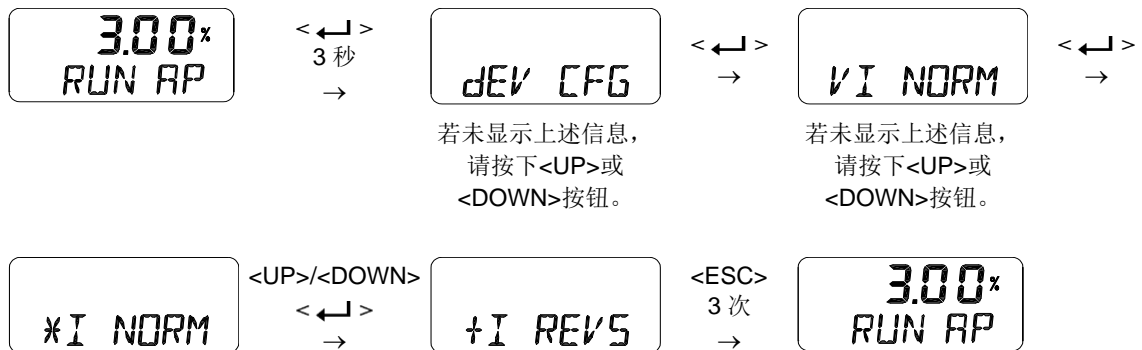 3.00%
RUN AP
< ↵ >
3 秒
→
dEV CFG
若未显示上述信息，
请按下<UP>或
<DOWN>按钮。
< ↵ >
→
VI NORM
若未显示上述信息，
请按下<UP>或
<DOWN>按钮。
< ↵ >
→
*I NORM
<UP>/<DOWN>
< ↵ >
→
+I REVS
<ESC>
3 次
→
3.00%
RUN AP